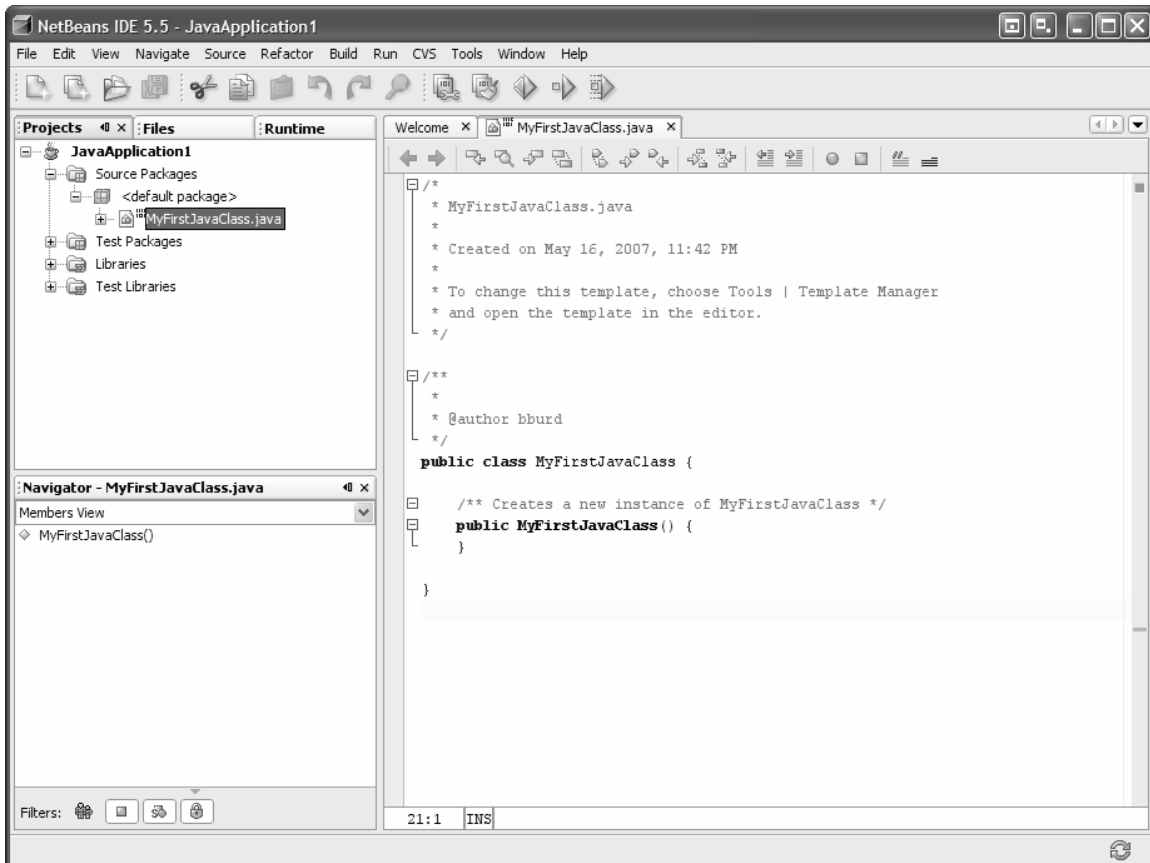 NetBeans IDE 5.5 - JavaApplication1
File Edit View Navigate Source Refactor Build Run CVS Tools Window Help
Projects Files Runtime
JavaApplication1
Source Packages
<default package>
MyFirstJavaClass.java
Test Packages
Libraries
Test Libraries
Navigator - MyFirstJavaClass.java
Members View
MyFirstJavaClass()
Filters:
Welcome MyFirstJavaClass.java
/*
* MyFirstJavaClass.java
*
* Created on May 16, 2007, 11:42 PM
*
* To change this template, choose Tools | Template Manager
* and open the template in the editor.
*/
/**
*
* @author bburd
*/
public class MyFirstJavaClass {
/** Creates a new instance of MyFirstJavaClass */
public MyFirstJavaClass() {
}
}
21:1 INS